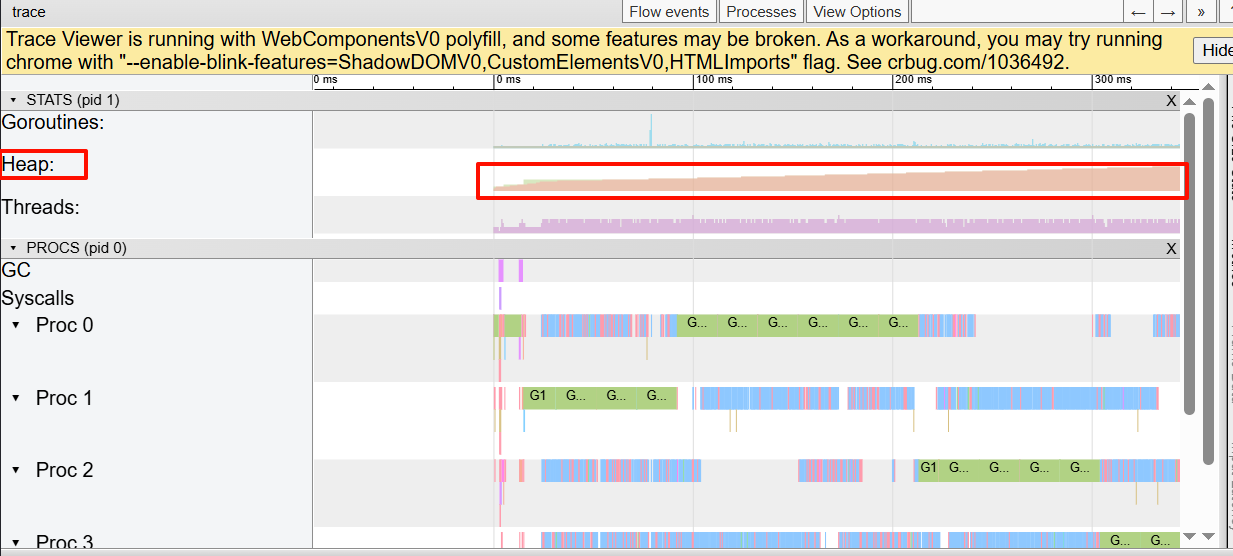 trace
Flow events Processes View Options ← → »
Trace Viewer is running with WebComponentsV0 polyfill, and some features may be broken. As a workaround, you may try running
chrome with "--enable-blink-features=ShadowDOMV0,CustomElementsV0,HTMLImports" flag. See crbug.com/1036492.
Hide
0 ms 0 ms 100 ms 200 ms 300 ms
▾ STATS (pid 1) X
Goroutines:
Heap:
Threads:
▾ PROCS (pid 0) X
GC
Syscalls
▾ Proc 0 G... G... G... G... G... G...
▾ Proc 1 G1 G... G... G...
▾ Proc 2 G1 G... G... G... G...
▾ Proc 3 G... G...